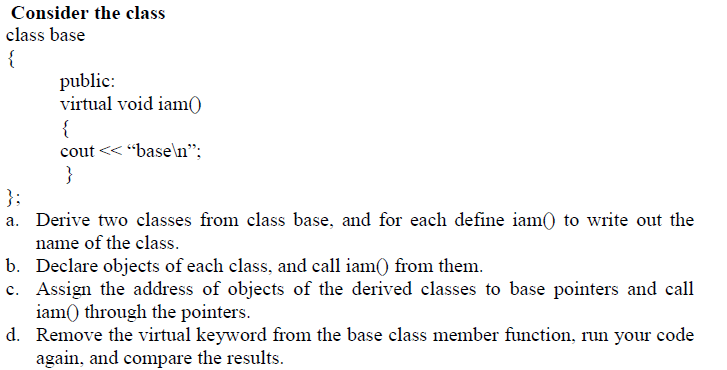 Consider the class
class base
{
public:
virtual void iam()
{
cout << “base\n”;
}
};
a. Derive two classes from class base, and for each define iam() to write out the
name of the class.
b. Declare objects of each class, and call iam() from them.
c. Assign the address of objects of the derived classes to base pointers and call
iam() through the pointers.
d. Remove the virtual keyword from the base class member function, run your code
again, and compare the results.